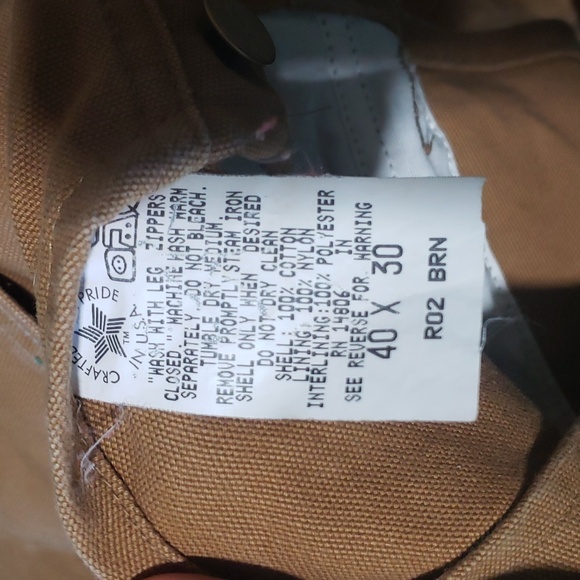 CRAFTED
PRIDE
IN U.S.A
TM
"WASH WITH LEG ZIPPERS
CLOSED" MACHINE WASH WARM
SEPARATELY. DO NOT BLEACH.
TUMBLE DRY MEDIUM.
REMOVE PROMPTLY. STEAM IRON
SHELL ONLY WHEN DESIRED
DO NOT DRY CLEAN
SHELL: 100% COTTON
LINING: 100% NYLON
INTERLINING:100% POLYESTER
RN 14806 IN
SEE REVERSE FOR WARNING
40 X 30
R02 BRN